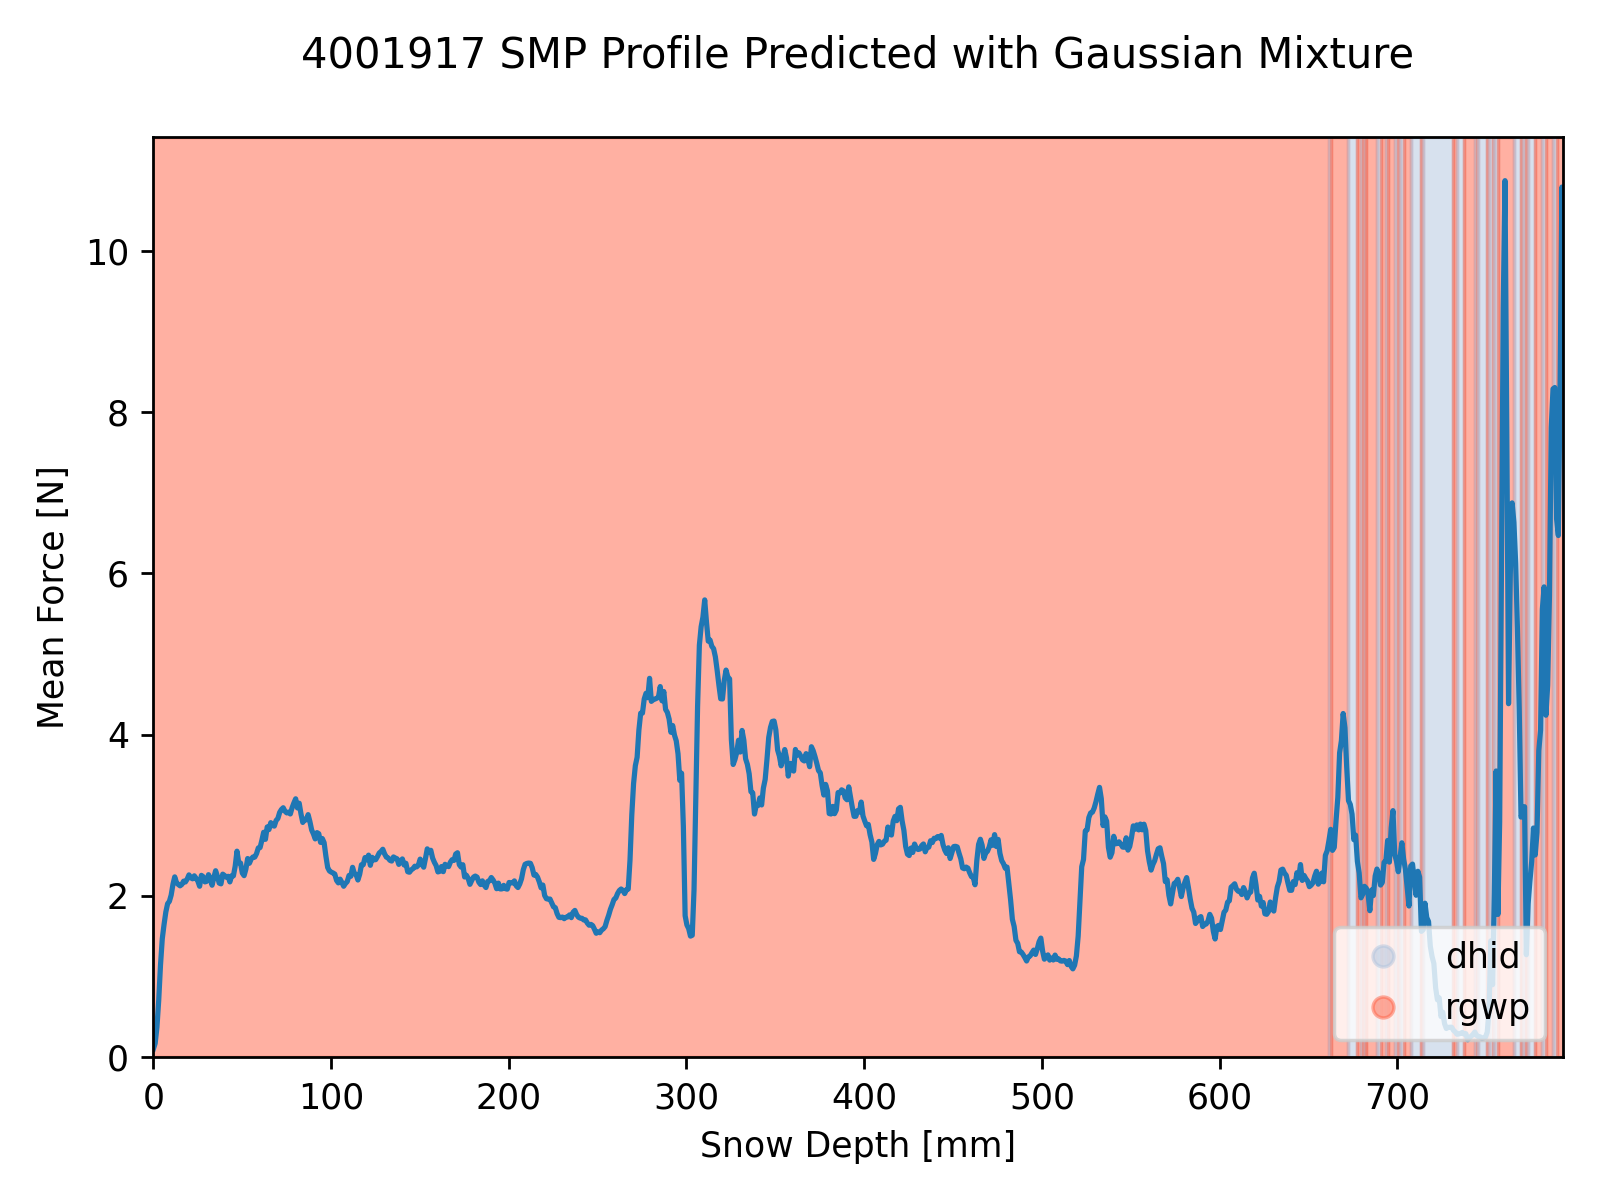 4001917 SMP Profile Predicted with Gaussian Mixture
10
8
6
4
2
0
Mean Force [N]
0 100 200 300 400 500 600 700
Snow Depth [mm]
dhid
rgwp